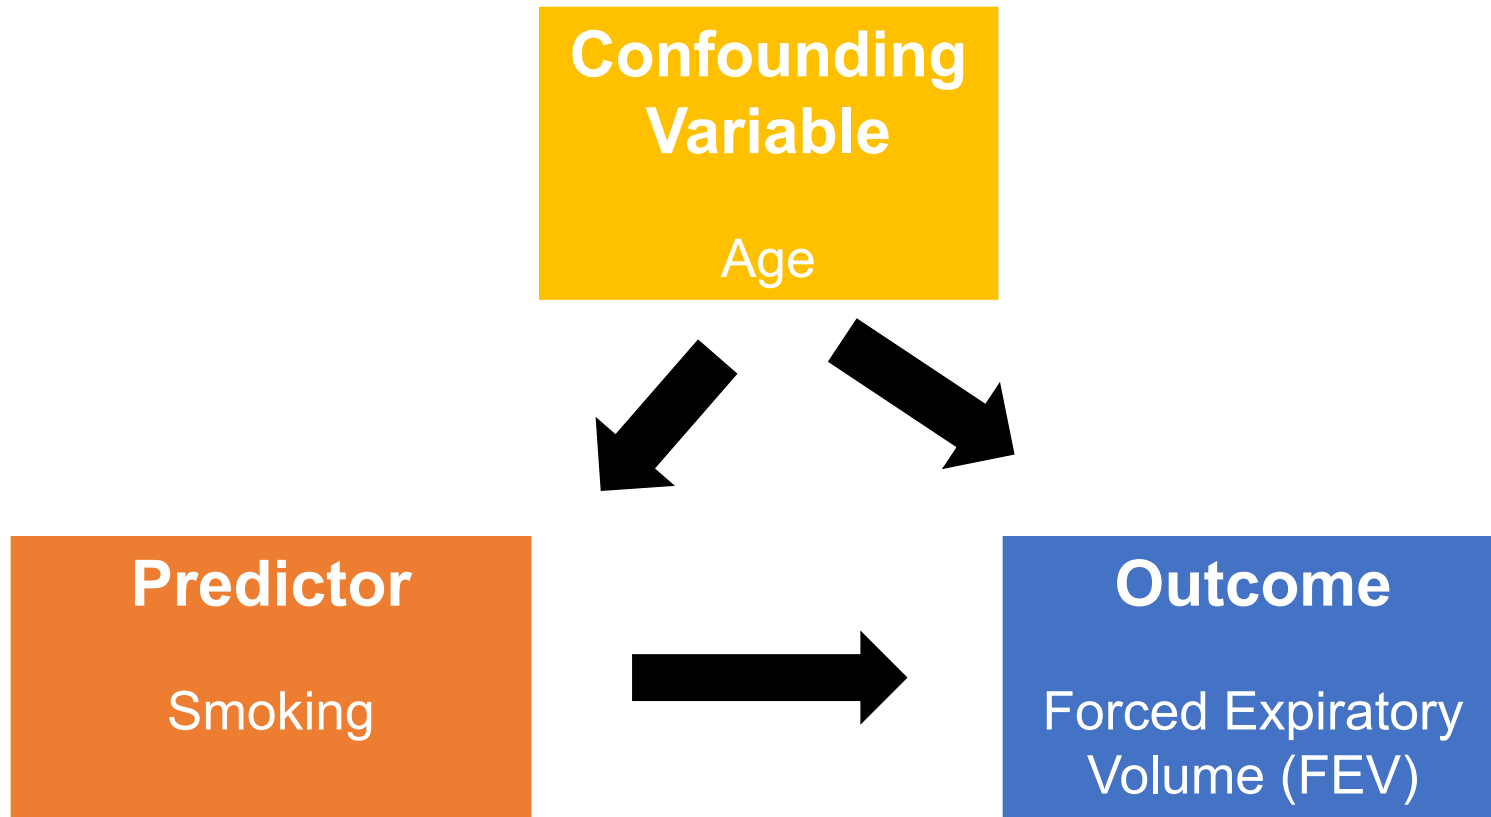 Confounding
Variable
Age
Predictor
Smoking
Outcome
Forced Expiratory
Volume (FEV)